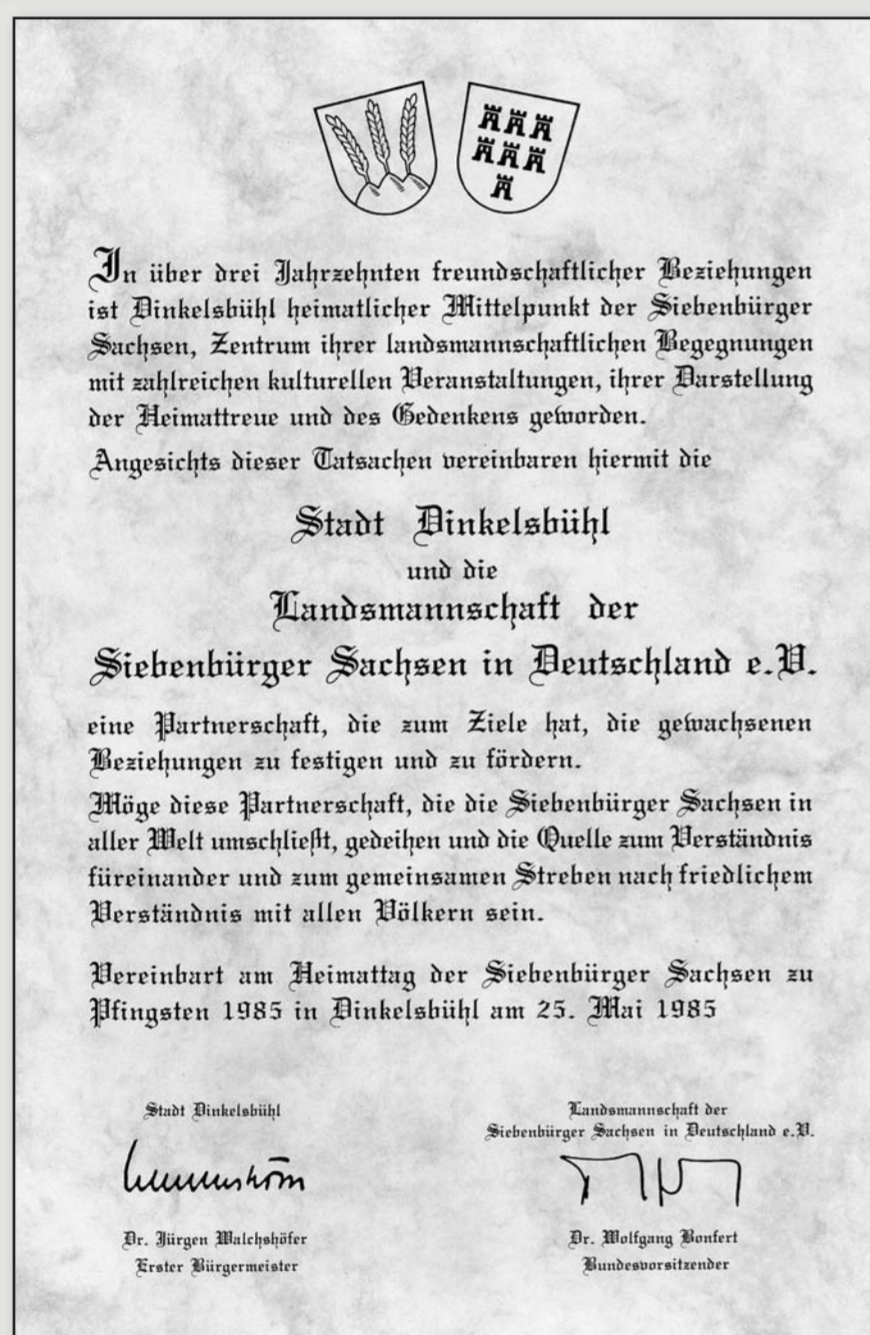 In über drei Jahrzehnten freundschaftlicher Beziehungen
ist Dinkelsbühl heimatlicher Mittelpunkt der Siebenbürger
Sachsen, Zentrum ihrer landsmannschaftlichen Begegnungen
mit zahlreichen kulturellen Veranstaltungen, ihrer Darstellung
der Heimattreue und des Gedenkens geworden.
Angesichts dieser Tatsachen vereinbaren hiermit die
Stadt Dinkelsbühl
und die
Landsmannschaft der
Siebenbürger Sachsen in Deutschland e.V.
eine Partnerschaft, die zum Ziele hat, die gewachsenen
Beziehungen zu festigen und zu fördern.
Möge diese Partnerschaft, die die Siebenbürger Sachsen in
aller Welt umschließt, gedeihen und die Quelle zum Verständnis
füreinander und zum gemeinsamen Streben nach friedlichem
Verständnis mit allen Völkern sein.
Vereinbart am Heimattag der Siebenbürger Sachsen zu
Pfingsten 1985 in Dinkelsbühl am 25. Mai 1985
Stadt Dinkelsbühl
Dr. Jürgen Walchshöfer
Erster Bürgermeister
Landsmannschaft der
Siebenbürger Sachsen in Deutschland e.V.
Dr. Wolfgang Bonfert
Bundesvorsitzender